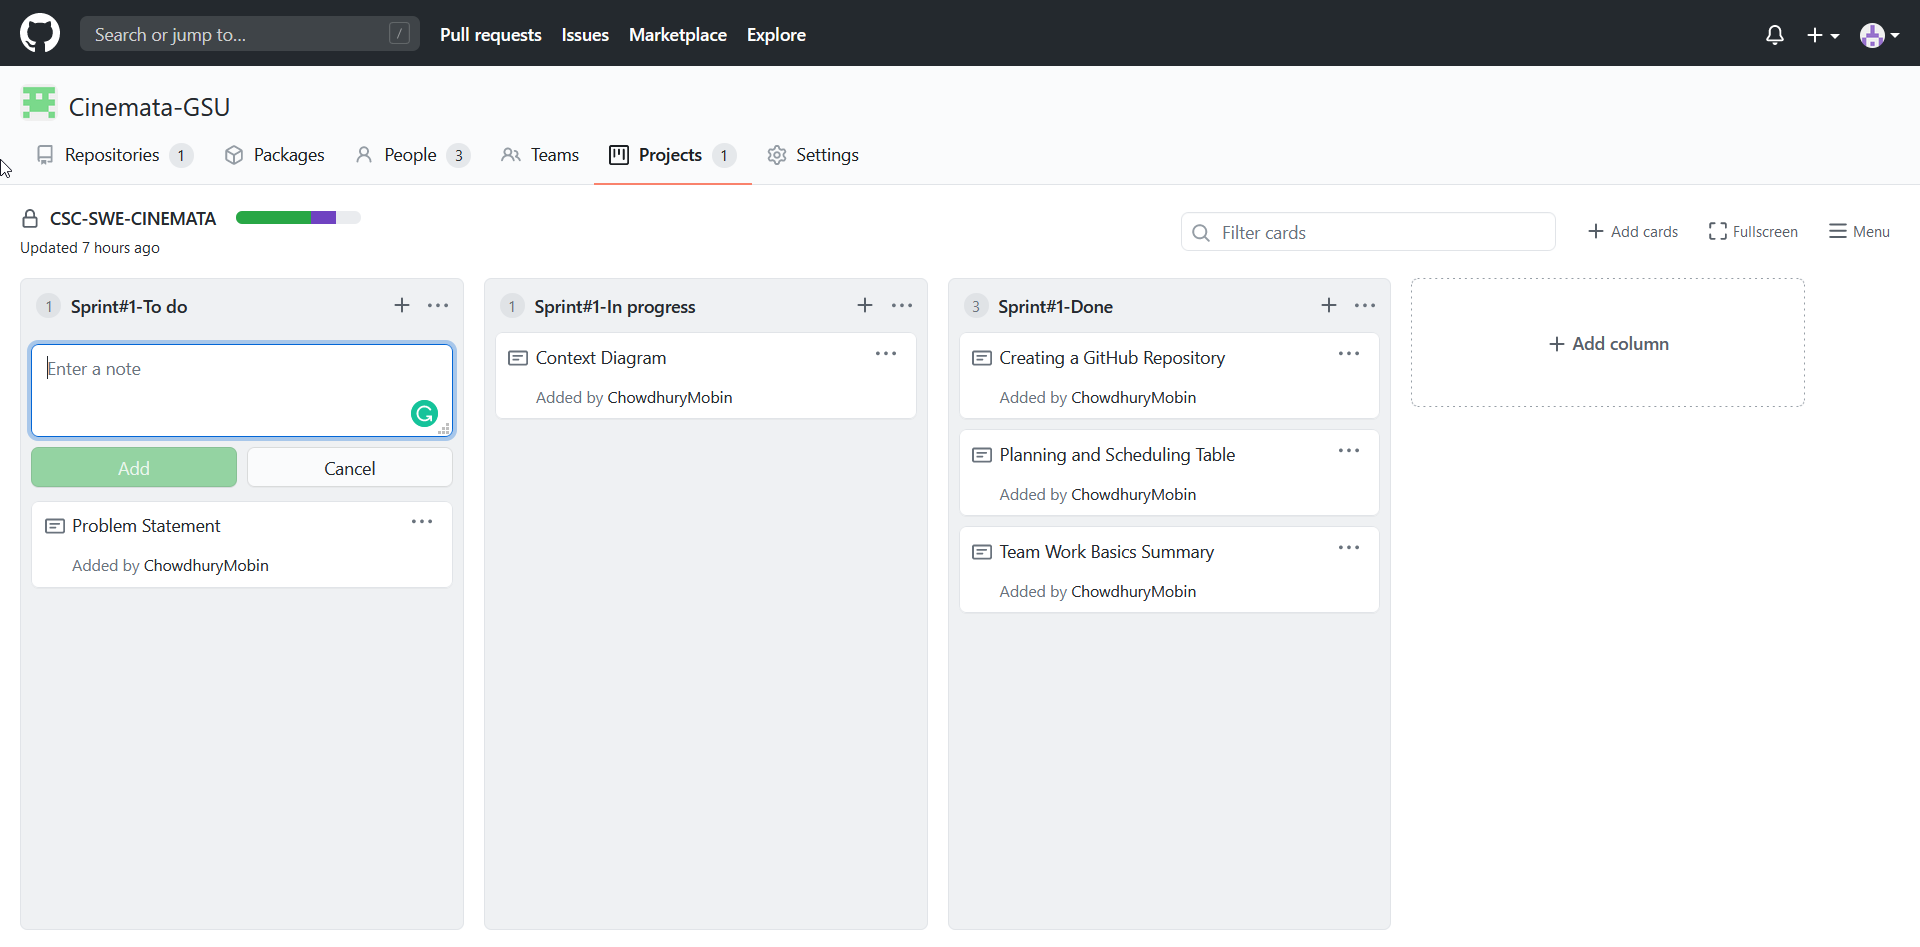 Search or jump to... / Pull requests Issues Marketplace Explore
Cinemata-GSU
Repositories 1 Packages People 3 Teams Projects 1 Settings
CSC-SWE-CINEMATA
Updated 7 hours ago
Filter cards
Add cards Fullscreen Menu
1 Sprint#1-To do
Enter a note
Add Cancel
Problem Statement
Added by ChowdhuryMobin
1 Sprint#1-In progress
Context Diagram
Added by ChowdhuryMobin
3 Sprint#1-Done
Creating a GitHub Repository
Added by ChowdhuryMobin
Planning and Scheduling Table
Added by ChowdhuryMobin
Team Work Basics Summary
Added by ChowdhuryMobin
Add column